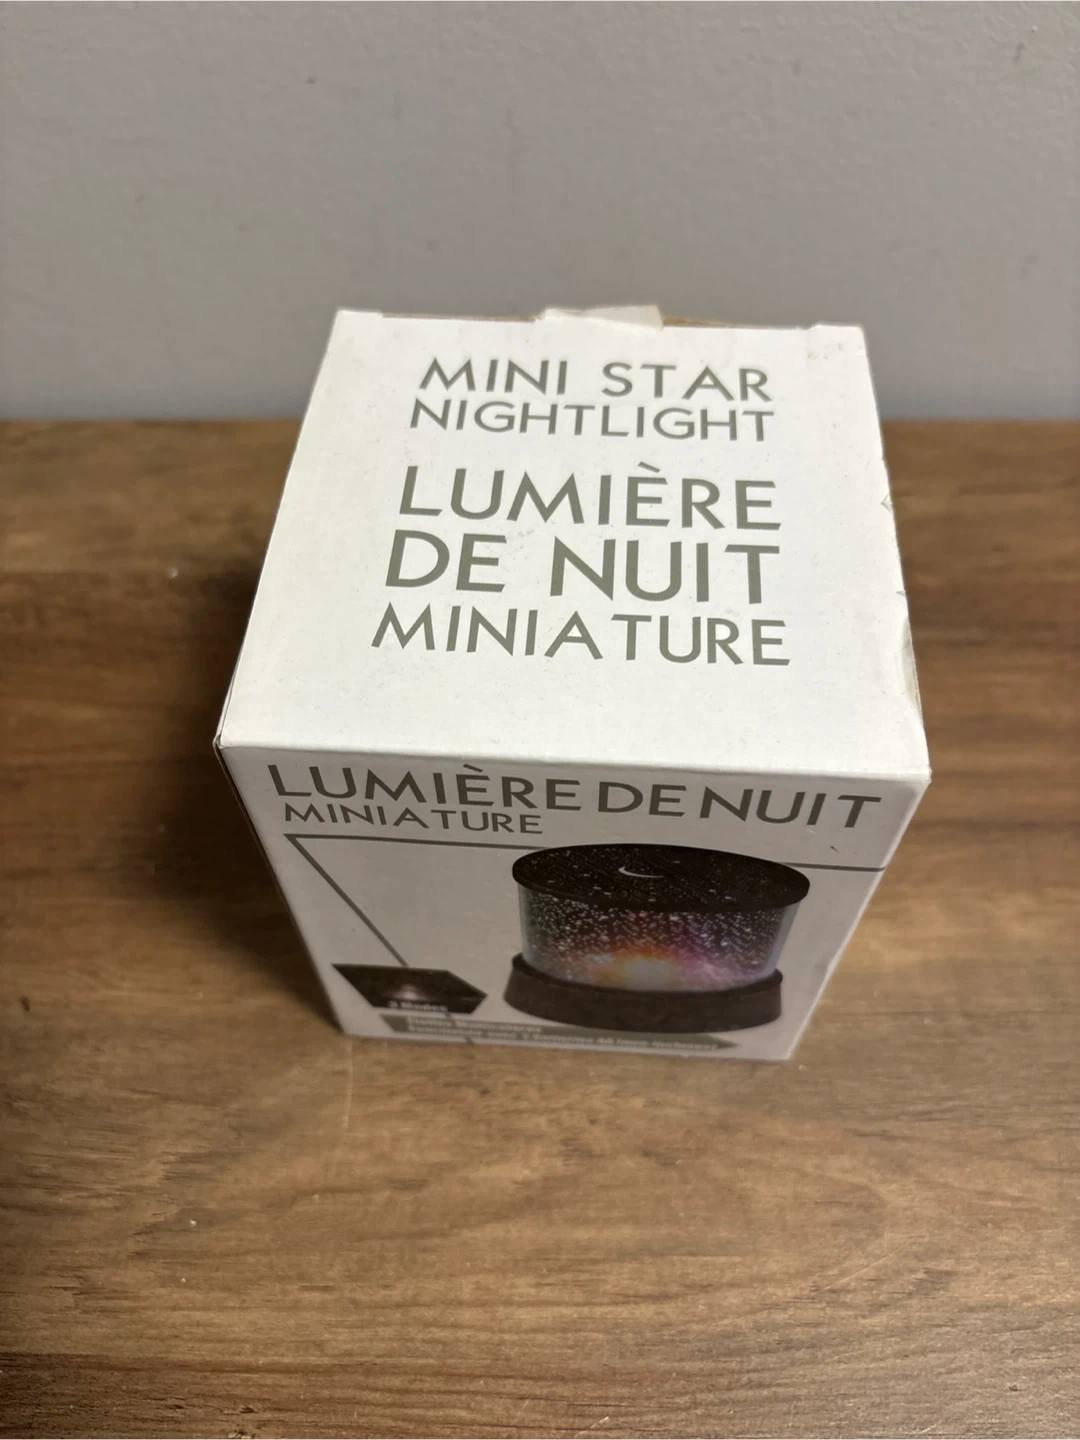 MINI STAR
NIGHTLIGHT
LUMIÈRE
DE NUIT
MINIATURE
LUMIÈRE DE NUIT
MINIATURE